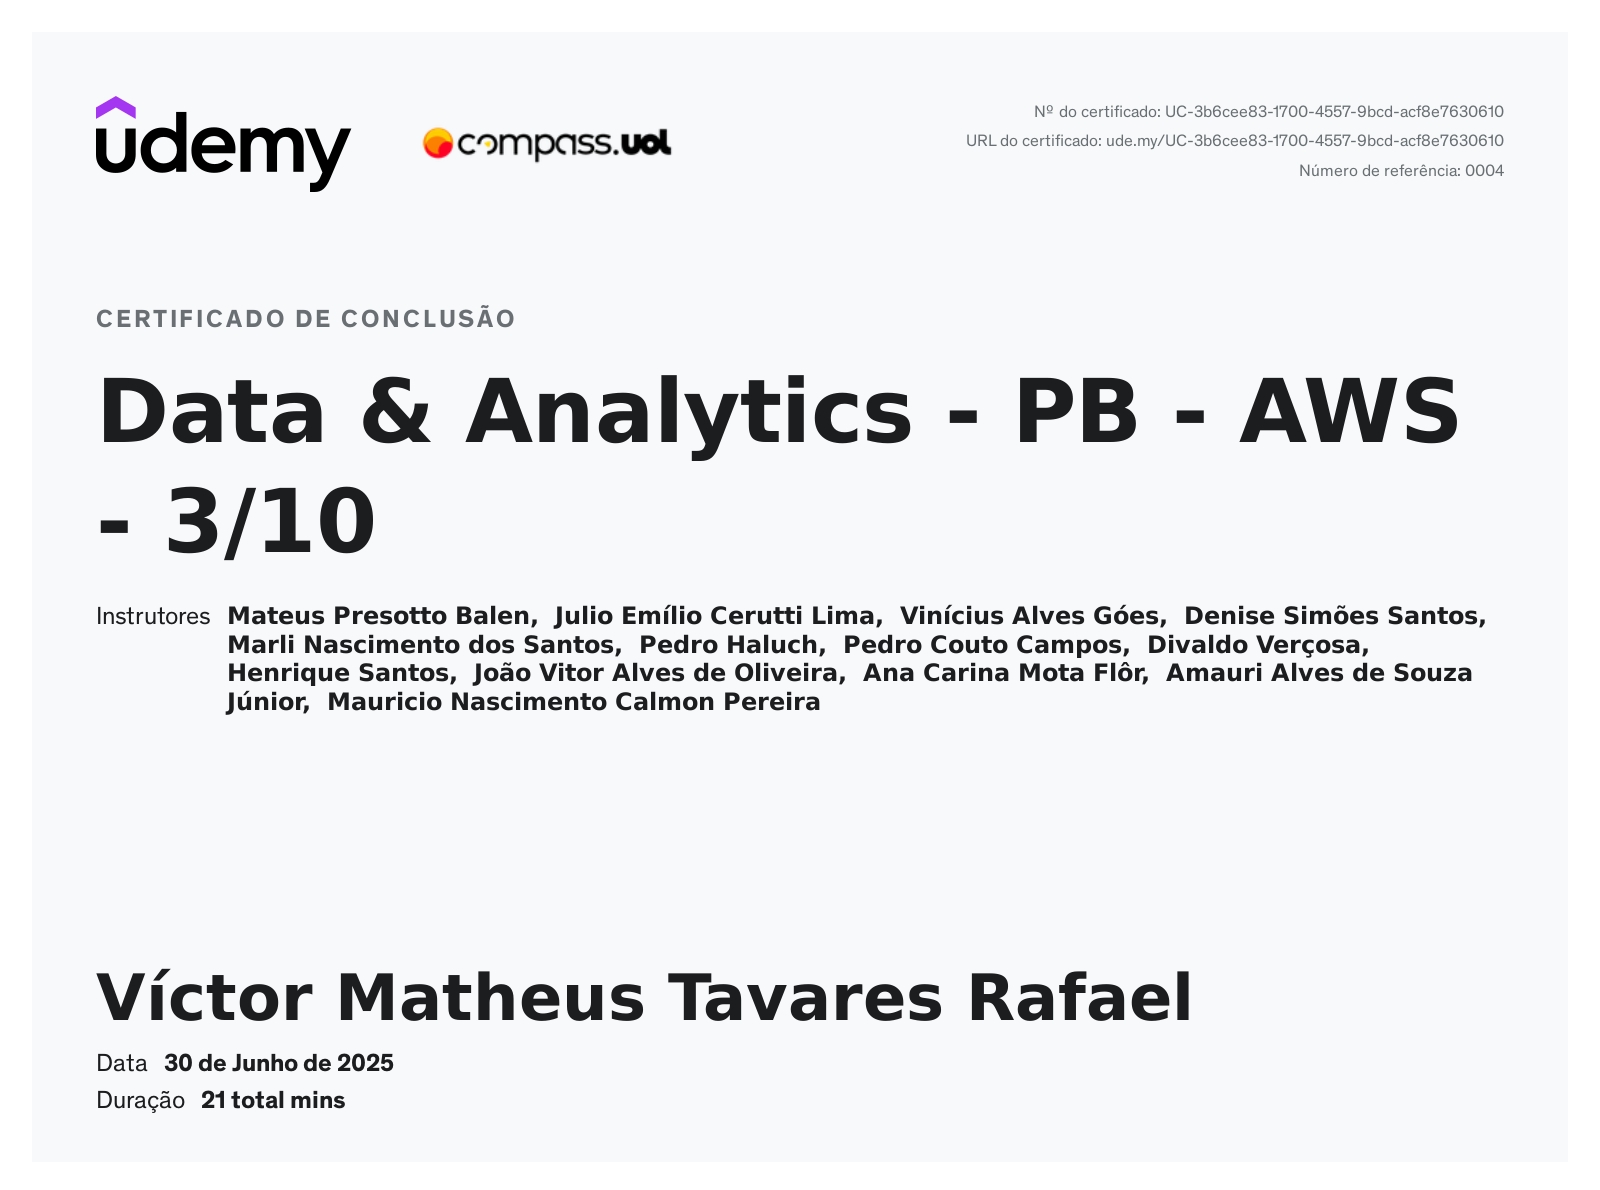 udemy
compass.uol
Nº do certificado: UC-3b6cee83-1700-4557-9bcd-acf8e7630610
URL do certificado: ude.my/UC-3b6cee83-1700-4557-9bcd-acf8e7630610
Número de referência: 0004
CERTIFICADO DE CONCLUSÃO
Data & Analytics - PB - AWS
- 3/10
Instrutores Mateus Presotto Balen, Julio Emílio Cerutti Lima, Vinícius Alves Góes, Denise Simões Santos,
Marli Nascimento dos Santos, Pedro Haluch, Pedro Couto Campos, Divaldo Verçosa,
Henrique Santos, João Vitor Alves de Oliveira, Ana Carina Mota Flôr, Amauri Alves de Souza
Júnior, Mauricio Nascimento Calmon Pereira
Víctor Matheus Tavares Rafael
Data 30 de Junho de 2025
Duração 21 total mins